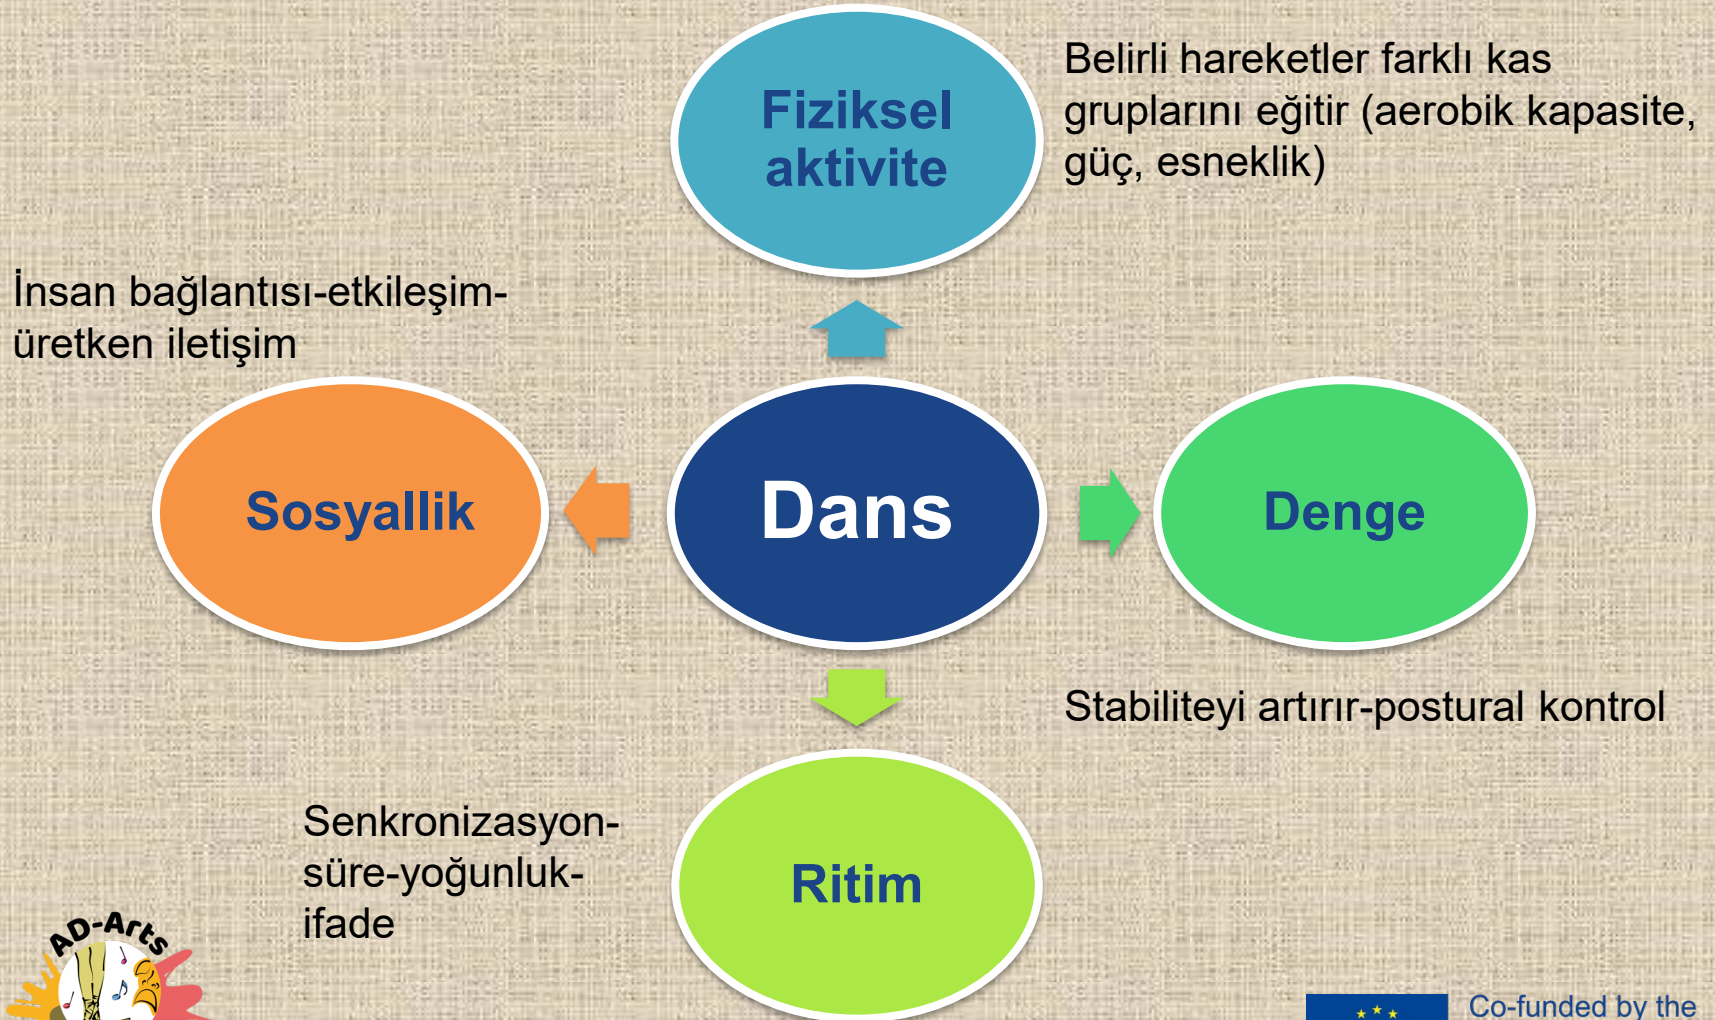 Fiziksel
aktivite
Belirli hareketler farklı kas
gruplarını eğitir (aerobik kapasite,
güç, esneklik)
İnsan bağlantısı-etkileşim-
üretken iletişim
Sosyallik
Dans
Denge
Stabiliteyi artırır-postural kontrol
Senkronizasyon-
süre-yoğunluk-
ifade
Ritim
AD-Arts
Co-funded by the